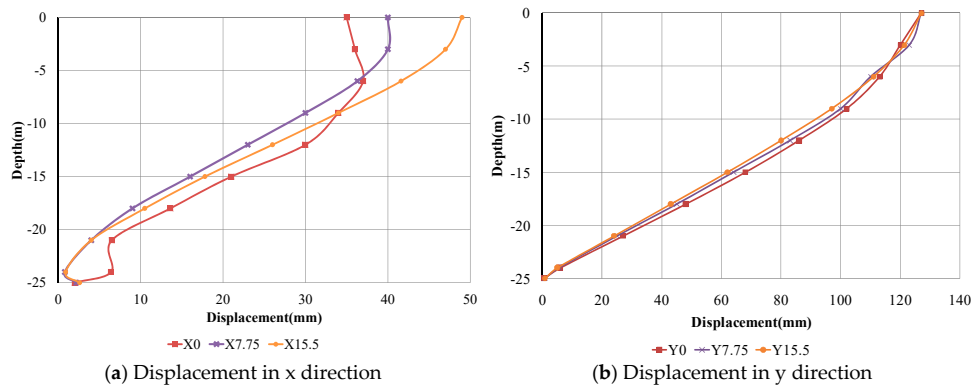 0
-5
-10
-15
-20
-25
Depth(m)
0 10 20 30 40 50
Displacement(mm)
X0 X7.75 X15.5
(a) Displacement in x direction
0
-5
-10
-15
-20
-25
-30
Depth(m)
0 20 40 60 80 100 120 140
Displacement(mm)
Y0 Y7.75 Y15.5
(b) Displacement in y direction